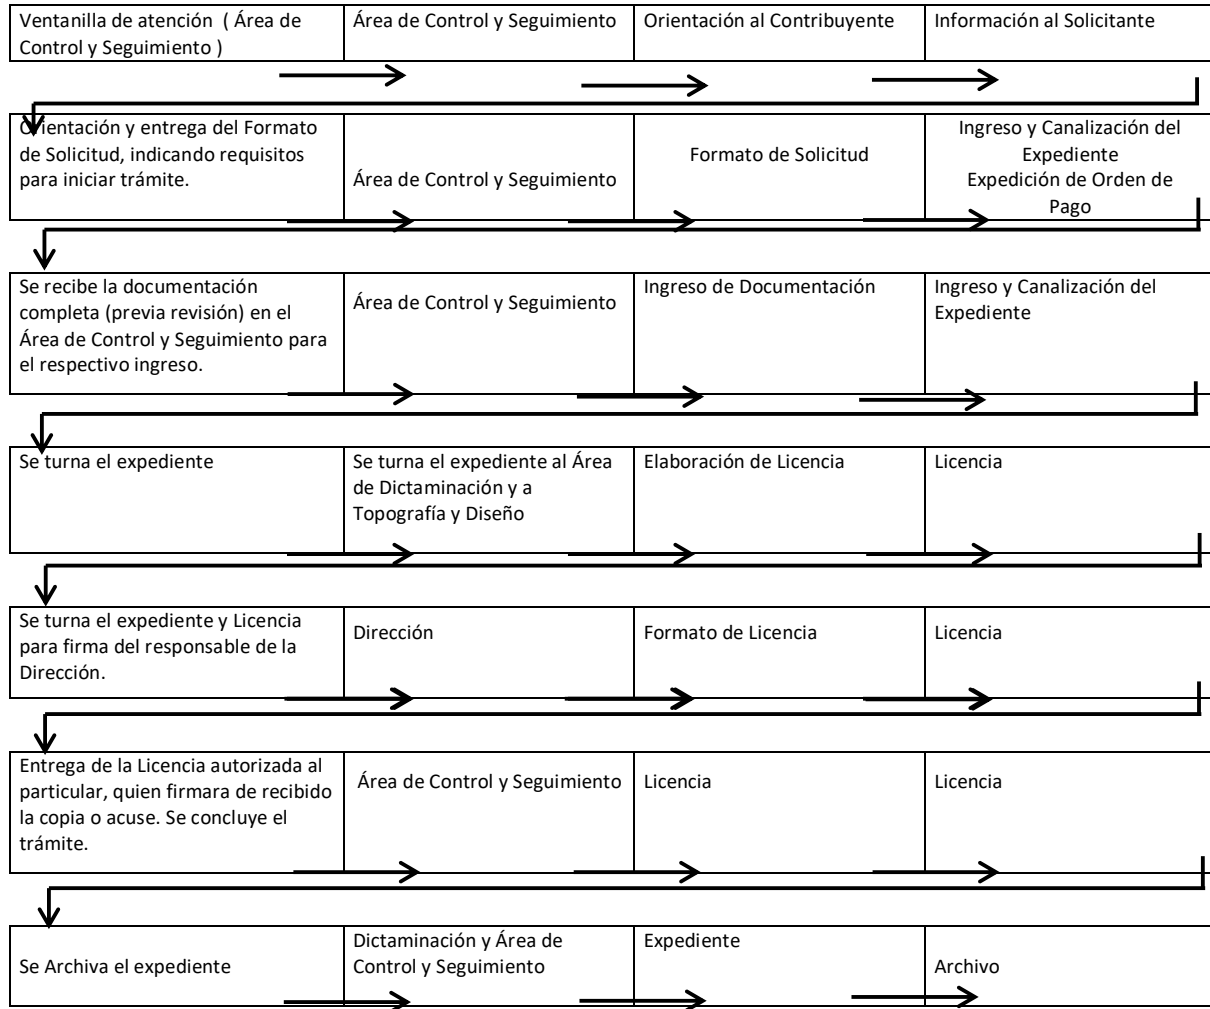 Ventanilla de atención ( Área de
Control y Seguimiento )
Área de Control y Seguimiento
Orientación al Contribuyente
Información al Solicitante
Orientación y entrega del Formato
de Solicitud, indicando requisitos
para iniciar trámite.
Área de Control y Seguimiento
Formato de Solicitud
Ingreso y Canalización del
Expediente
Expedición de Orden de
Pago
Se recibe la documentación
completa (previa revisión) en el
Área de Control y Seguimiento para
el respectivo ingreso.
Área de Control y Seguimiento
Ingreso de Documentación
Ingreso y Canalización del
Expediente
Se turna el expediente
Se turna el expediente al Área
de Dictaminación y a
Topografía y Diseño
Elaboración de Licencia
Licencia
Se turna el expediente y Licencia
para firma del responsable de la
Dirección.
Dirección
Formato de Licencia
Licencia
Entrega de la Licencia autorizada al
particular, quien firmara de recibido
la copia o acuse. Se concluye el
trámite.
Área de Control y Seguimiento
Licencia
Licencia
Se Archiva el expediente
Dictaminación y Área de
Control y Seguimiento
Expediente
Archivo